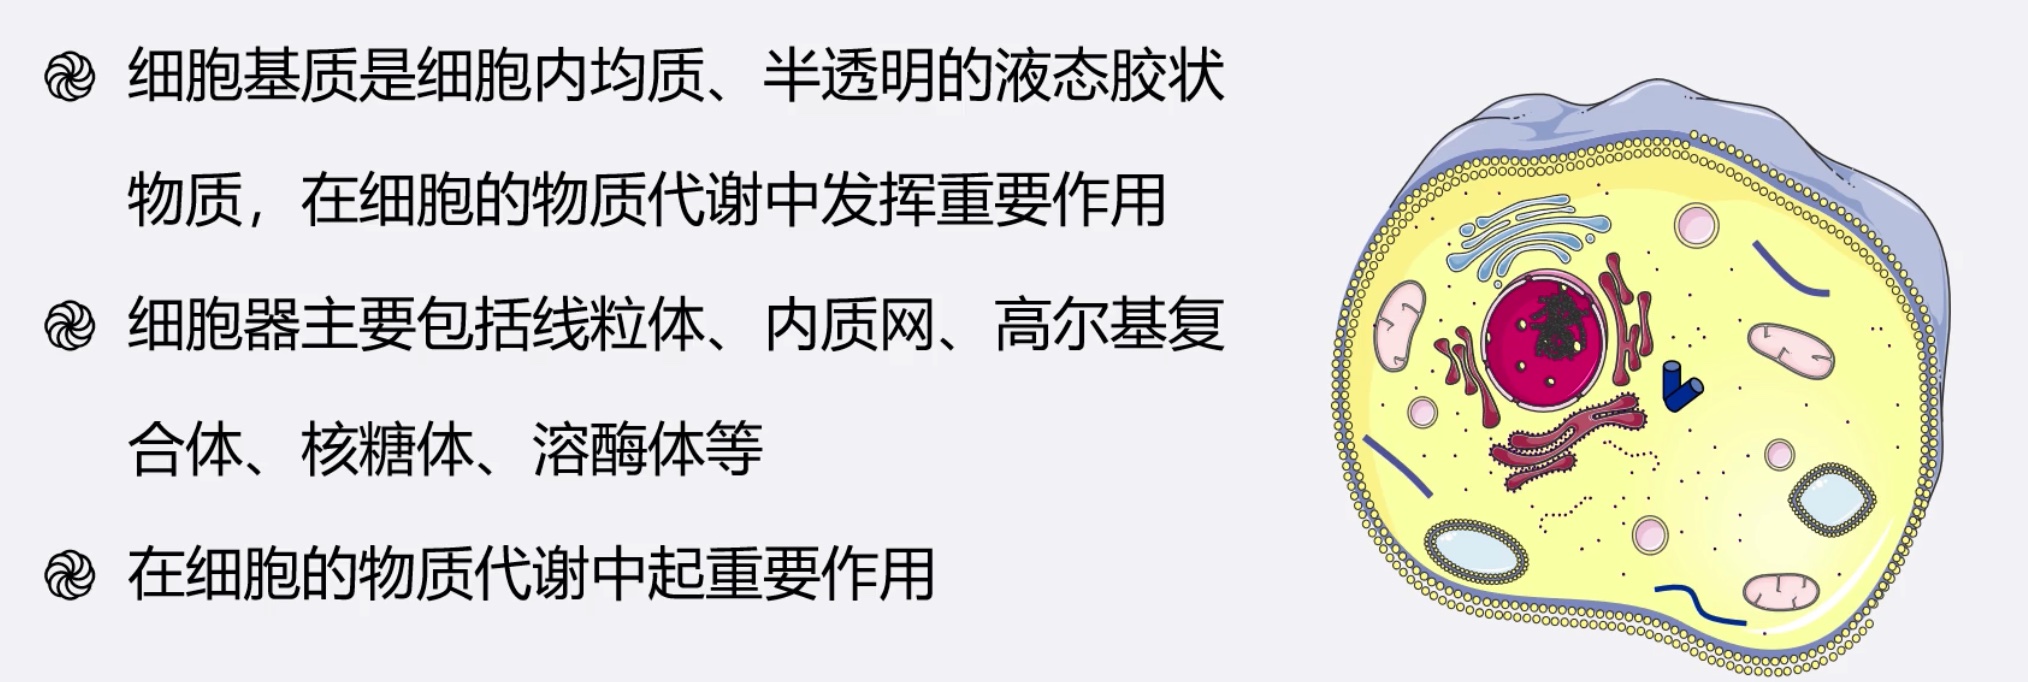 细胞基质是细胞内均质、半透明的液态胶状
物质，在细胞的物质代谢中发挥重要作用
细胞器主要包括线粒体、内质网、高尔基复
合体、核糖体、溶酶体等
在细胞的物质代谢中起重要作用